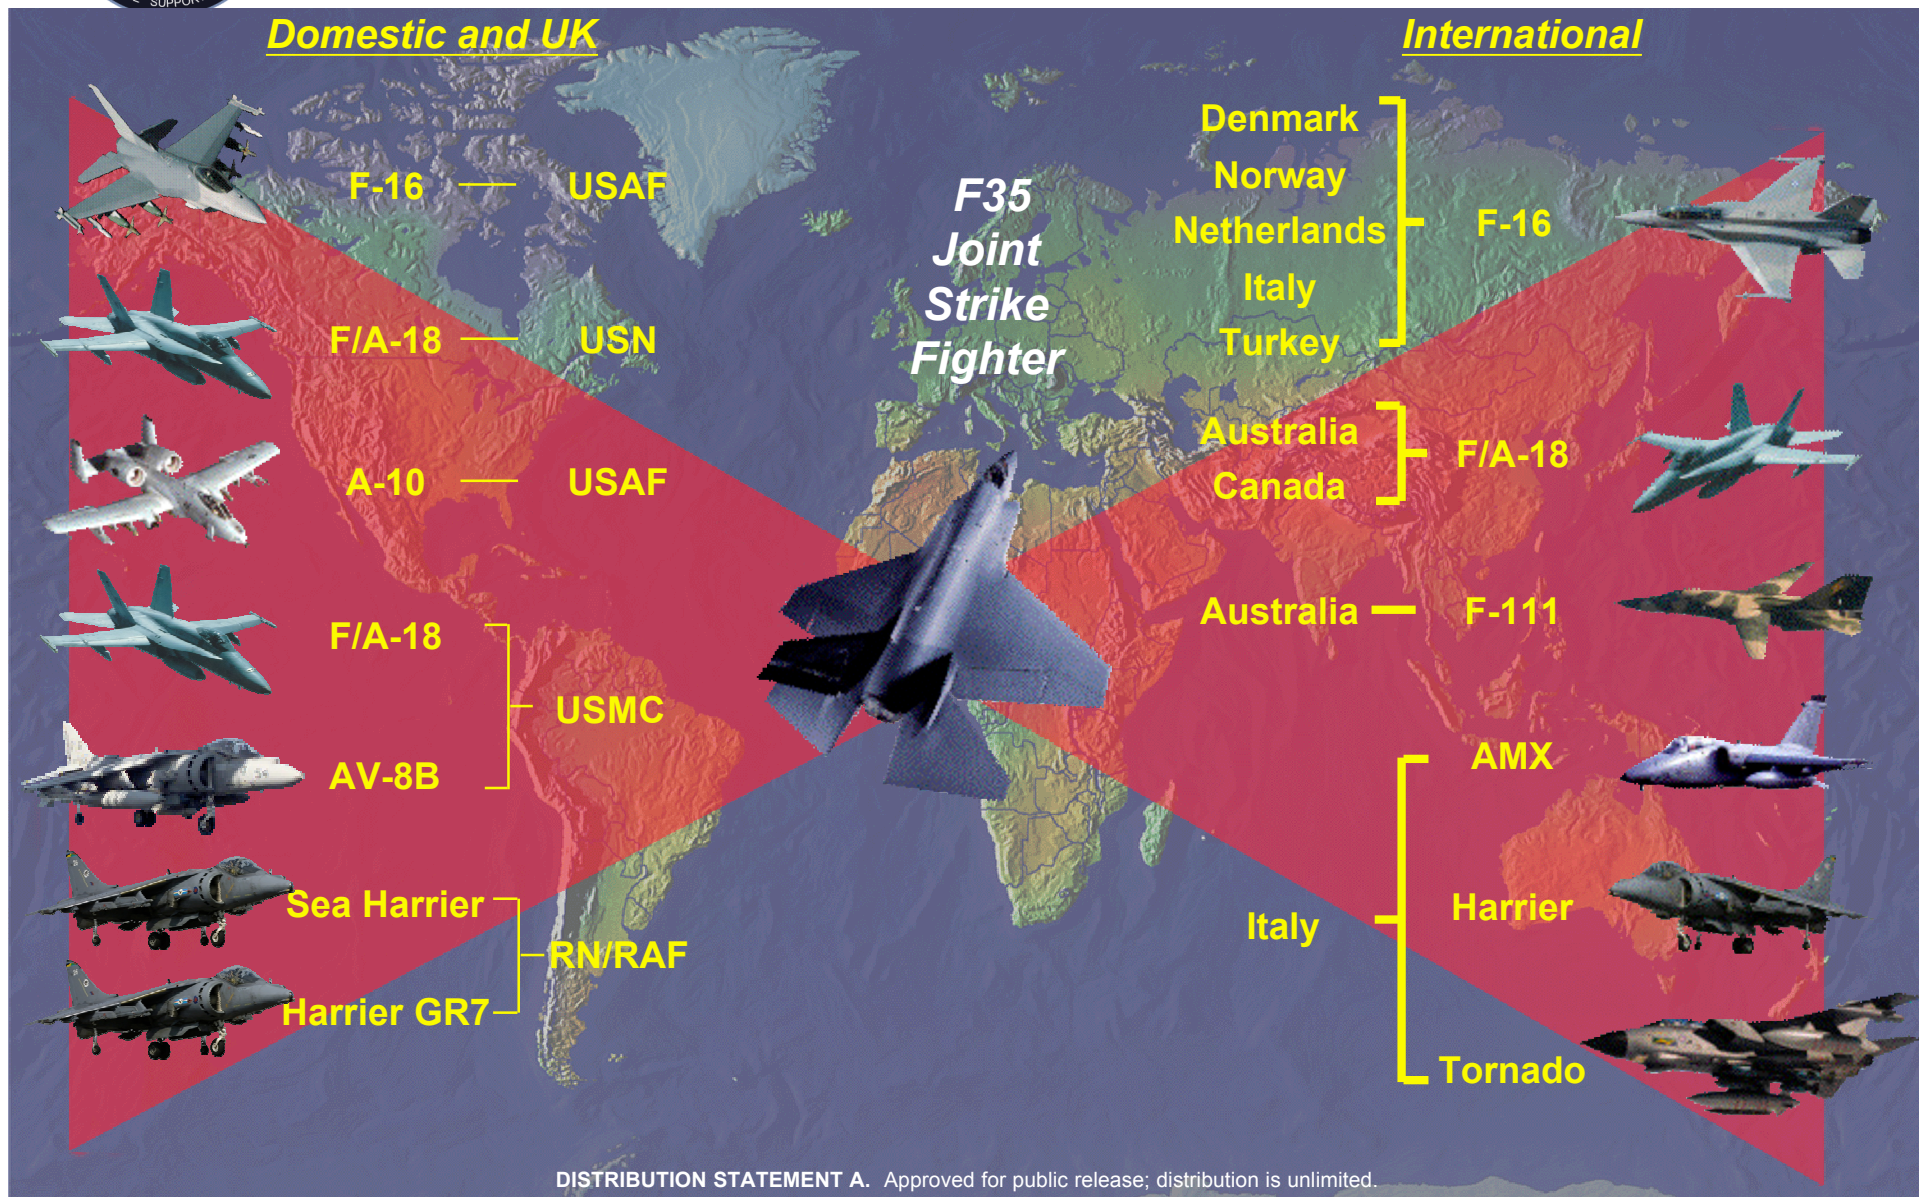 SUPPORT
Domestic and UK
International
F-16 USAF
F/A-18 USN
A-10 USAF
F/A-18
USMC
AV-8B
Sea Harrier
RN/RAF
Harrier GR7
F35
Joint
Strike
Fighter
Denmark
Norway
Netherlands
Italy
Turkey
F-16
Australia
Canada
F/A-18
Australia F-111
AMX
Harrier
Italy
Tornado
DISTRIBUTION STATEMENT A. Approved for public release; distribution is unlimited.